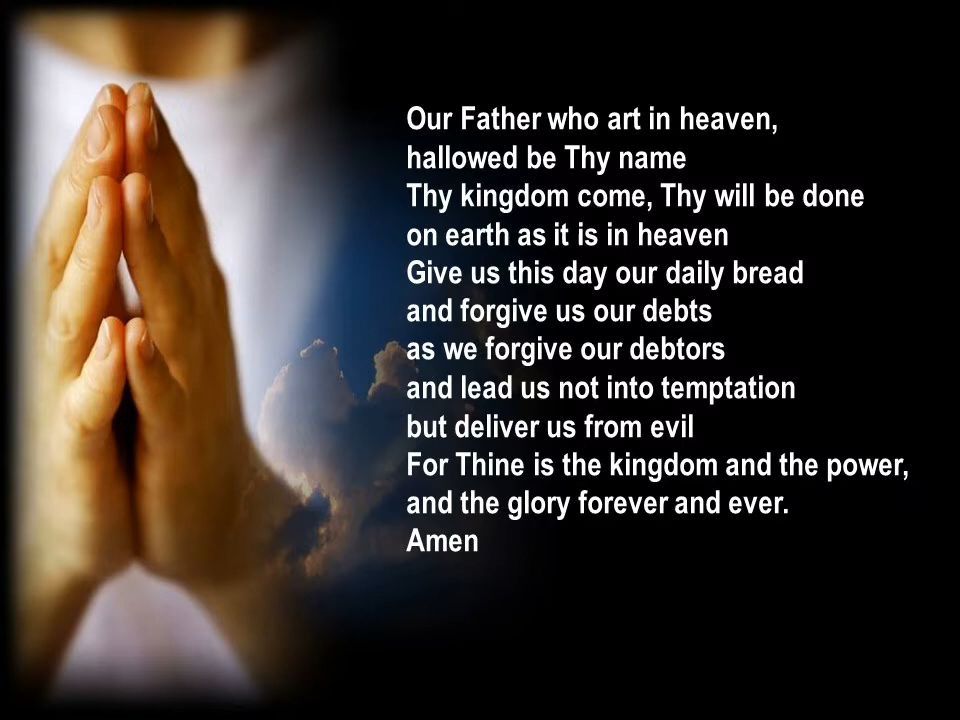 Our Father who art in heaven,
hallowed be Thy name
Thy kingdom come, Thy will be done
on earth as it is in heaven
Give us this day our daily bread
and forgive us our debts
as we forgive our debtors
and lead us not into temptation
but deliver us from evil
For Thine is the kingdom and the power,
and the glory forever and ever.
Amen